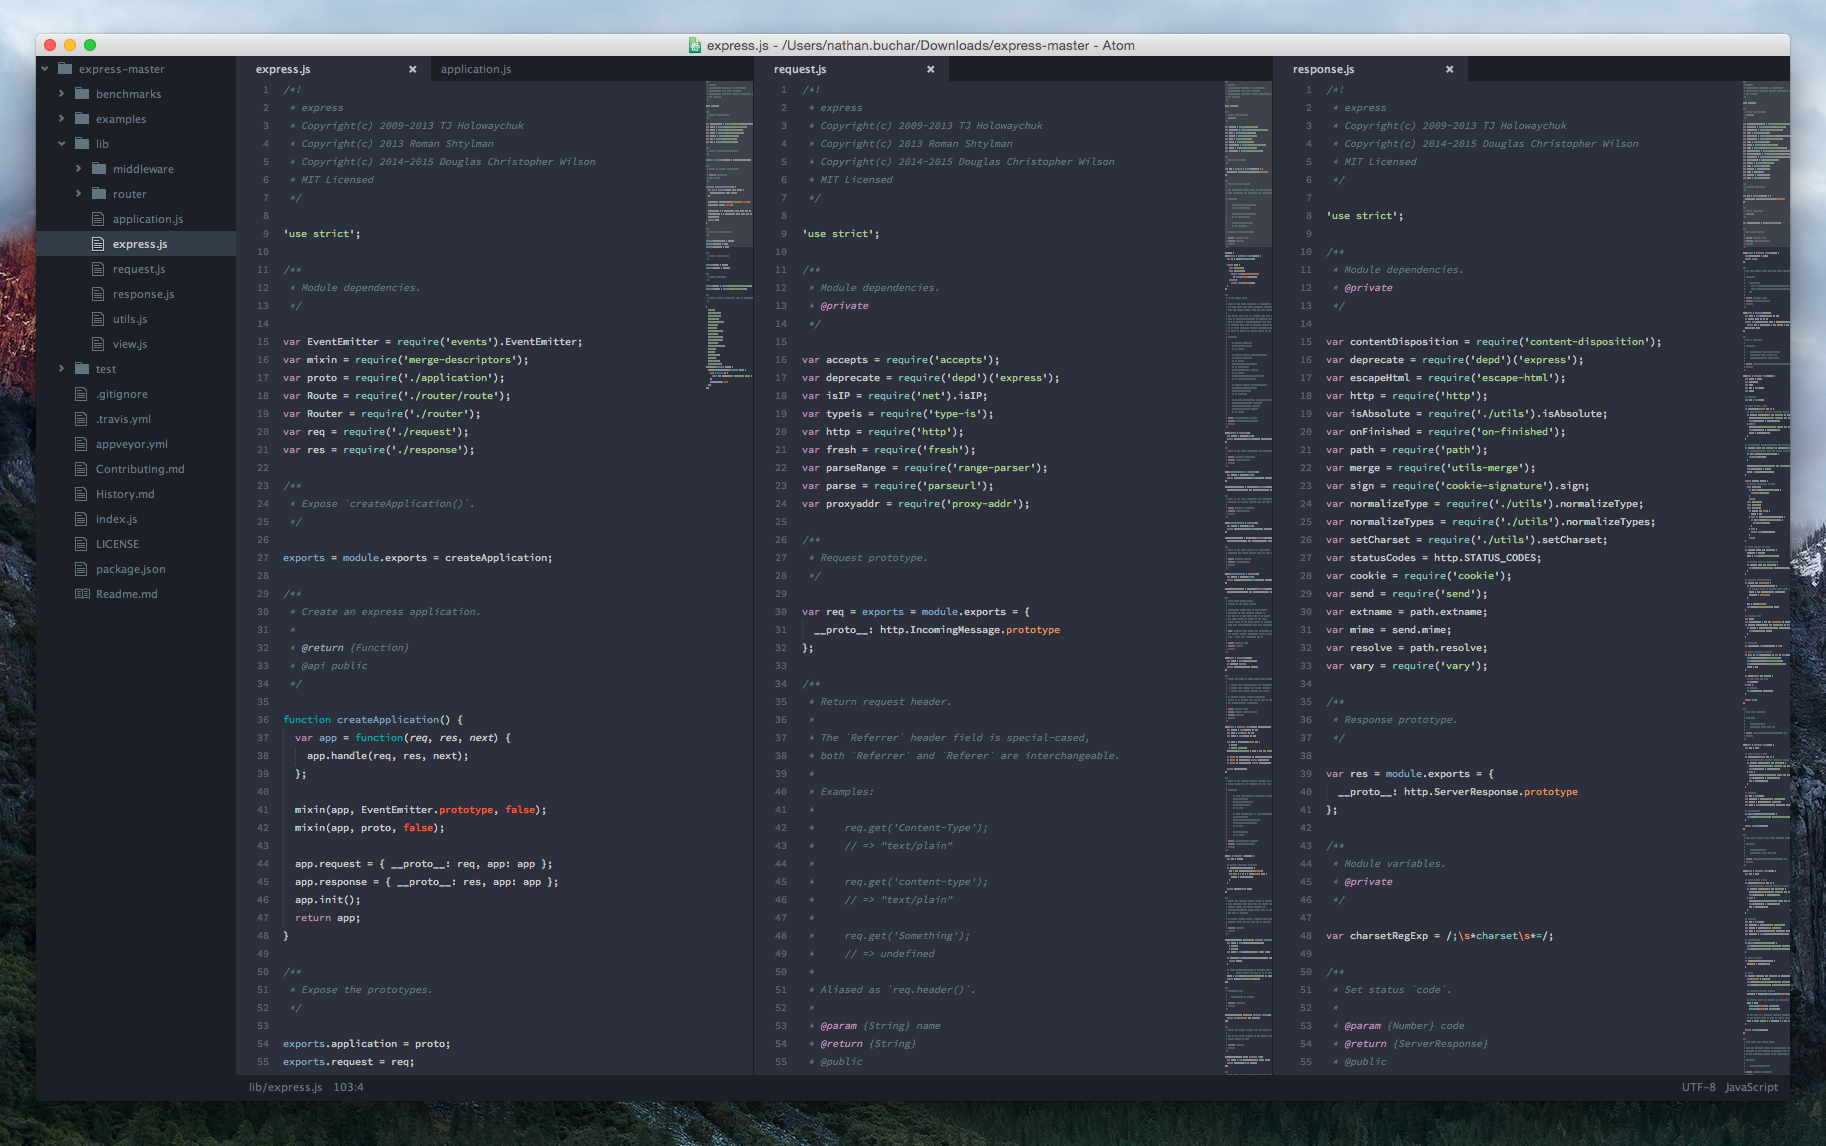 express.js - /Users/nathan.buchar/Downloads/express-master - Atom
express-master
benchmarks
examples
lib
middleware
router
application.js
express.js
request.js
response.js
utils.js
view.js
test
.gitignore
.travis.yml
appveyor.yml
Contributing.md
History.md
index.js
LICENSE
package.json
Readme.md
express.js
application.js
1 /*!
2  * express
3  * Copyright(c) 2009-2013 TJ Holowaychuk
4  * Copyright(c) 2013 Roman Shtylman
5  * Copyright(c) 2014-2015 Douglas Christopher Wilson
6  * MIT Licensed
7  */
8
9 'use strict';
10
11 /**
12  * Module dependencies.
13  */
14
15 var EventEmitter = require('events').EventEmitter;
16 var mixin = require('merge-descriptors');
17 var proto = require('./application');
18 var Route = require('./router/route');
19 var Router = require('./router');
20 var req = require('./request');
21 var res = require('./response');
22
23 /**
24  * Expose `createApplication()`.
25  */
26
27 exports = module.exports = createApplication;
28
29 /**
30  * Create an express application.
31  *
32  * @return {Function}
33  * @api public
34  */
35
36 function createApplication() {
37   var app = function(req, res, next) {
38     app.handle(req, res, next);
39   };
40
41   mixin(app, EventEmitter.prototype, false);
42   mixin(app, proto, false);
43
44   app.request = { __proto__: req, app: app };
45   app.response = { __proto__: res, app: app };
46   app.init();
47   return app;
48 }
49
50 /**
51  * Expose the prototypes.
52  */
53
54 exports.application = proto;
55 exports.request = req;
request.js
1 /*!
2  * express
3  * Copyright(c) 2009-2013 TJ Holowaychuk
4  * Copyright(c) 2013 Roman Shtylman
5  * Copyright(c) 2014-2015 Douglas Christopher Wilson
6  * MIT Licensed
7  */
8
9 'use strict';
10
11 /**
12  * Module dependencies.
13  * @private
14  */
15
16 var accepts = require('accepts');
17 var deprecate = require('depd')('express');
18 var isIP = require('net').isIP;
19 var typeis = require('type-is');
20 var http = require('http');
21 var fresh = require('fresh');
22 var parseRange = require('range-parser');
23 var parse = require('parseurl');
24 var proxyaddr = require('proxy-addr');
25
26 /**
27  * Request prototype.
28  */
29
30 var req = exports = module.exports = {
31   __proto__: http.IncomingMessage.prototype
32 };
33
34 /**
35  * Return request header.
36  *
37  * The `Referrer` header field is special-cased,
38  * both `Referrer` and `Referer` are interchangeable.
39  *
40  * Examples:
41  *
42  *     req.get('Content-Type');
43  *     // => "text/plain"
44  *
45  *     req.get('content-type');
46  *     // => "text/plain"
47  *
48  *     req.get('Something');
49  *     // => undefined
50  *
51  * Aliased as `req.header()`.
52  *
53  * @param {String} name
54  * @return {String}
55  * @public
response.js
1 /*!
2  * express
3  * Copyright(c) 2009-2013 TJ Holowaychuk
4  * Copyright(c) 2014-2015 Douglas Christopher Wilson
5  * MIT Licensed
6  */
7
8 'use strict';
9
10 /**
11  * Module dependencies.
12  * @private
13  */
14
15 var contentDisposition = require('content-disposition');
16 var deprecate = require('depd')('express');
17 var escapeHtml = require('escape-html');
18 var http = require('http');
19 var isAbsolute = require('./utils').isAbsolute;
20 var onFinished = require('on-finished');
21 var path = require('path');
22 var merge = require('utils-merge');
23 var sign = require('cookie-signature').sign;
24 var normalizeType = require('./utils').normalizeType;
25 var normalizeTypes = require('./utils').normalizeTypes;
26 var setCharset = require('./utils').setCharset;
27 var statusCodes = http.STATUS_CODES;
28 var cookie = require('cookie');
29 var send = require('send');
30 var extname = path.extname;
31 var mime = send.mime;
32 var resolve = path.resolve;
33 var vary = require('vary');
34
35 /**
36  * Response prototype.
37  */
38
39 var res = module.exports = {
40   __proto__: http.ServerResponse.prototype
41 };
42
43 /**
44  * Module variables.
45  * @private
46  */
47
48 var charsetRegExp = /;\s*charset\s*=/;
49
50 /**
51  * Set status `code`.
52  *
53  * @param {Number} code
54  * @return {ServerResponse}
55  * @public
lib/express.js 103:4
UTF-8 JavaScript